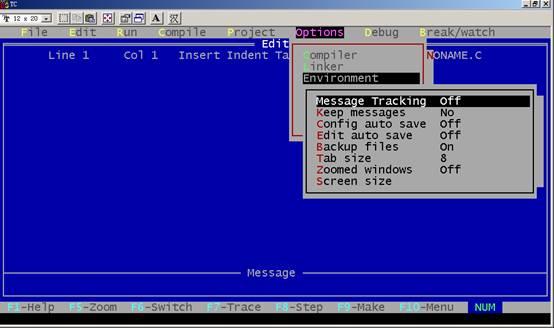 TC
12 x 20
A 汉
File Edit Run Compile Project Options Debug Break/watch
Edit
Line 1 Col 1 Insert Indent Ta NONAME.C
Compiler
Linker
Environment
Message Tracking Off
Keep messages No
Config auto save Off
Edit auto save Off
Backup files On
Tab size 8
Zoomed windows Off
Screen size
Message
F1-Help F5-Zoom F6-Switch F7-Trace F8-Step F9-Make F10-Menu NUM